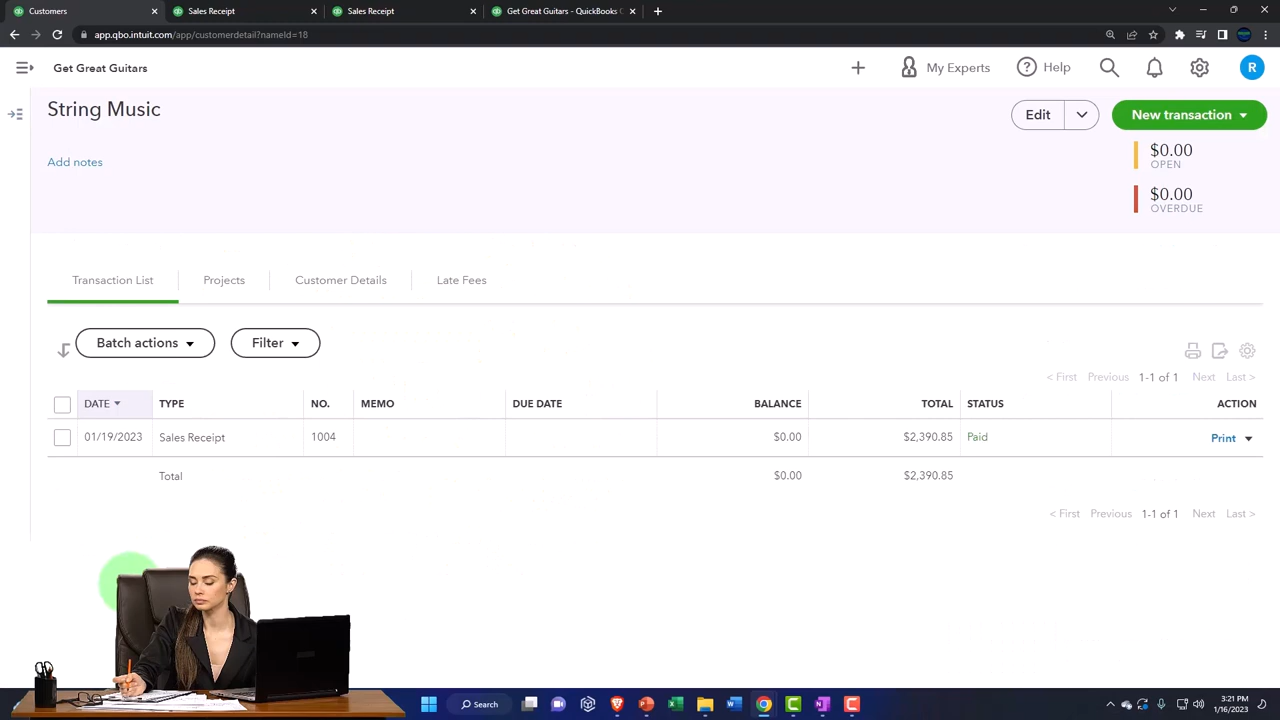 Customers × Sales Receipt × Sales Receipt × Get Great Guitars - QuickBooks C × +
app.qbo.intuit.com/app/customerdetail?nameId=18
Get Great Guitars + My Experts ? Help R
String Music
Edit New transaction
Add notes
$0.00
OPEN
$0.00
OVERDUE
Transaction List Projects Customer Details Late Fees
Batch actions Filter
< First Previous 1-1 of 1 Next Last >
DATE TYPE NO. MEMO DUE DATE BALANCE TOTAL STATUS ACTION
01/19/2023 Sales Receipt 1004 $0.00 $2,390.85 Paid Print
Total $0.00 $2,390.85
< First Previous 1-1 of 1 Next Last >
Search
3:21 PM
1/16/2023